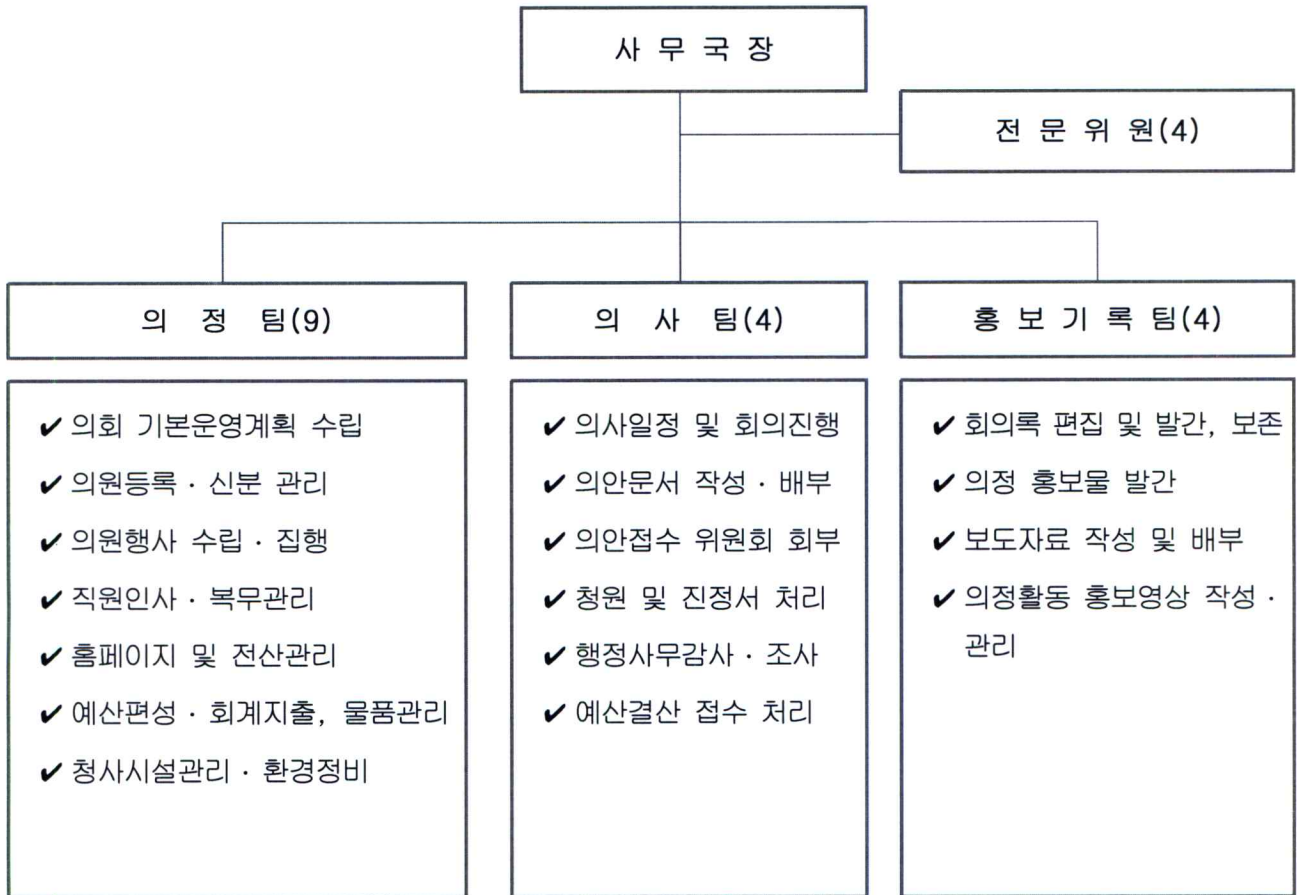 사 무 국 장
전 문 위 원(4)
의 정 팀(9)
✔ 의회 기본운영계획 수립
✔ 의원등록 · 신분 관리
✔ 의원행사 수립 · 집행
✔ 직원인사 · 복무관리
✔ 홈페이지 및 전산관리
✔ 예산편성 · 회계지출, 물품관리
✔ 청사시설관리 · 환경정비
의 사 팀(4)
✔ 의사일정 및 회의진행
✔ 의안문서 작성 · 배부
✔ 의안접수 위원회 회부
✔ 청원 및 진정서 처리
✔ 행정사무감사 · 조사
✔ 예산결산 접수 처리
홍 보 기 록 팀(4)
✔ 회의록 편집 및 발간, 보존
✔ 의정 홍보물 발간
✔ 보도자료 작성 및 배부
✔ 의정활동 홍보영상 작성 ·
관리